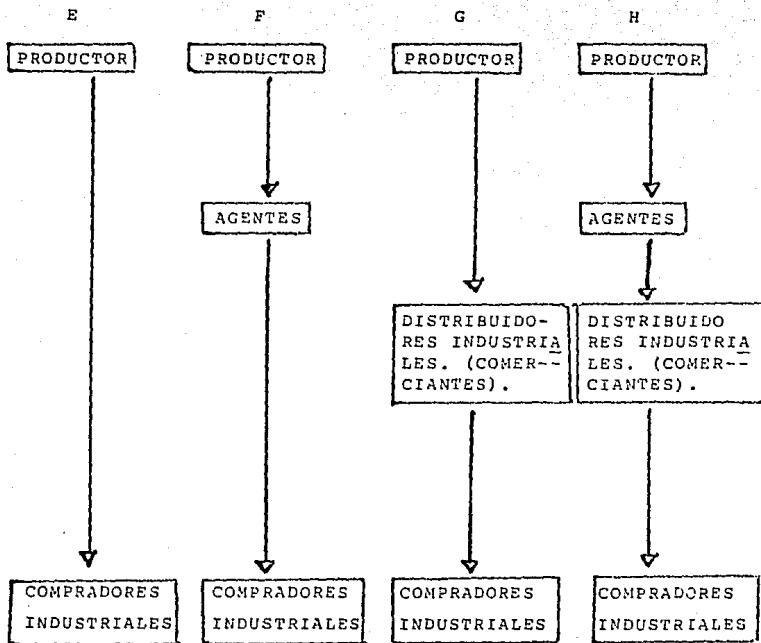 E F G H
PRODUCTOR PRODUCTOR PRODUCTOR PRODUCTOR
AGENTES AGENTES
DISTRIBUIDO-
RES INDUSTRIA
LES. (COMER--
CIANTES).
DISTRIBUIDO
RES INDUSTRIA
LES. (COMER--
CIANTES).
COMPRADORES
INDUSTRIALES
COMPRADORES
INDUSTRIALES
COMPRADORES
INDUSTRIALES
COMPRADORES
INDUSTRIALES